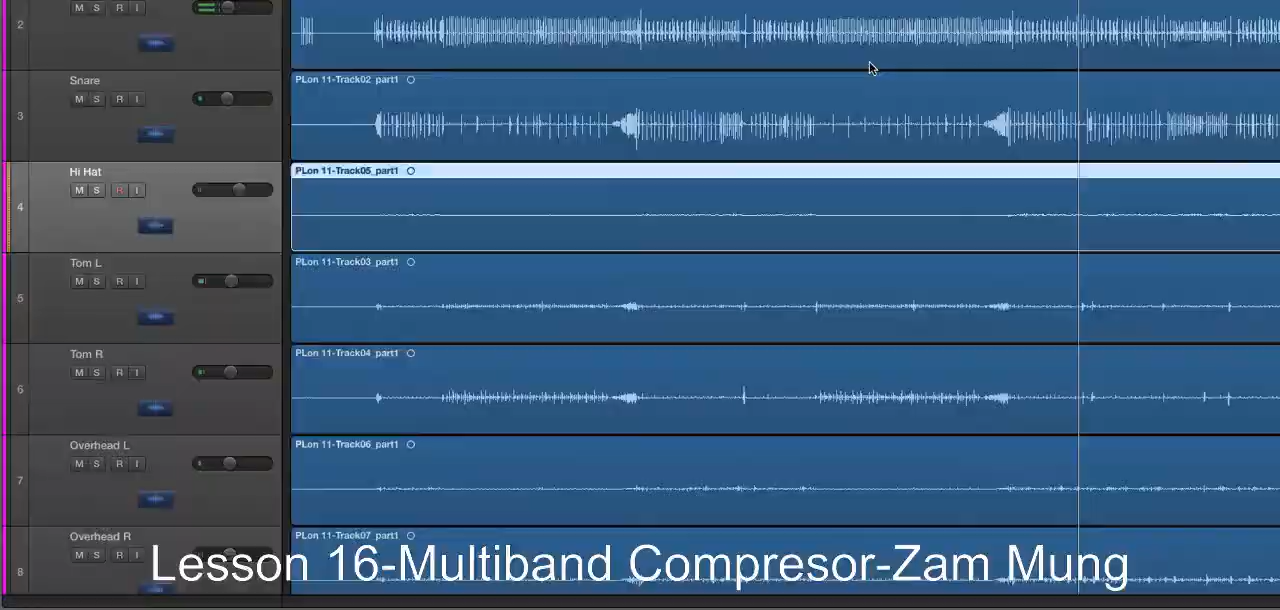 2
M S R I
Snare
M S R I
3
PLon 11-Track02_part1
Hi Hat
M S R I
4
PLon 11-Track05_part1
Tom L
M S R I
5
PLon 11-Track03_part1
Tom R
M S R I
6
PLon 11-Track04_part1
Overhead L
M S R I
7
PLon 11-Track06_part1
Overhead R
M S R I
8
PLon 11-Track07_part1
Lesson 16-Multiband Compresor-Zam Mung